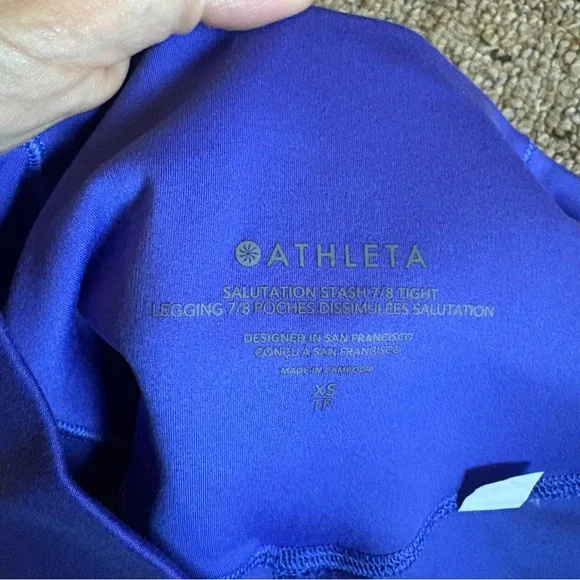 ATHLETA
SALUTATION STASH 7/8 TIGHT
LEGGING 7/8 POCHES DISSIMULÉES SALUTATION
DESIGNED IN SAN FRANCISCO
CONÇU À SAN FRANCISCO
MADE IN CAMBODIA
XS
TP